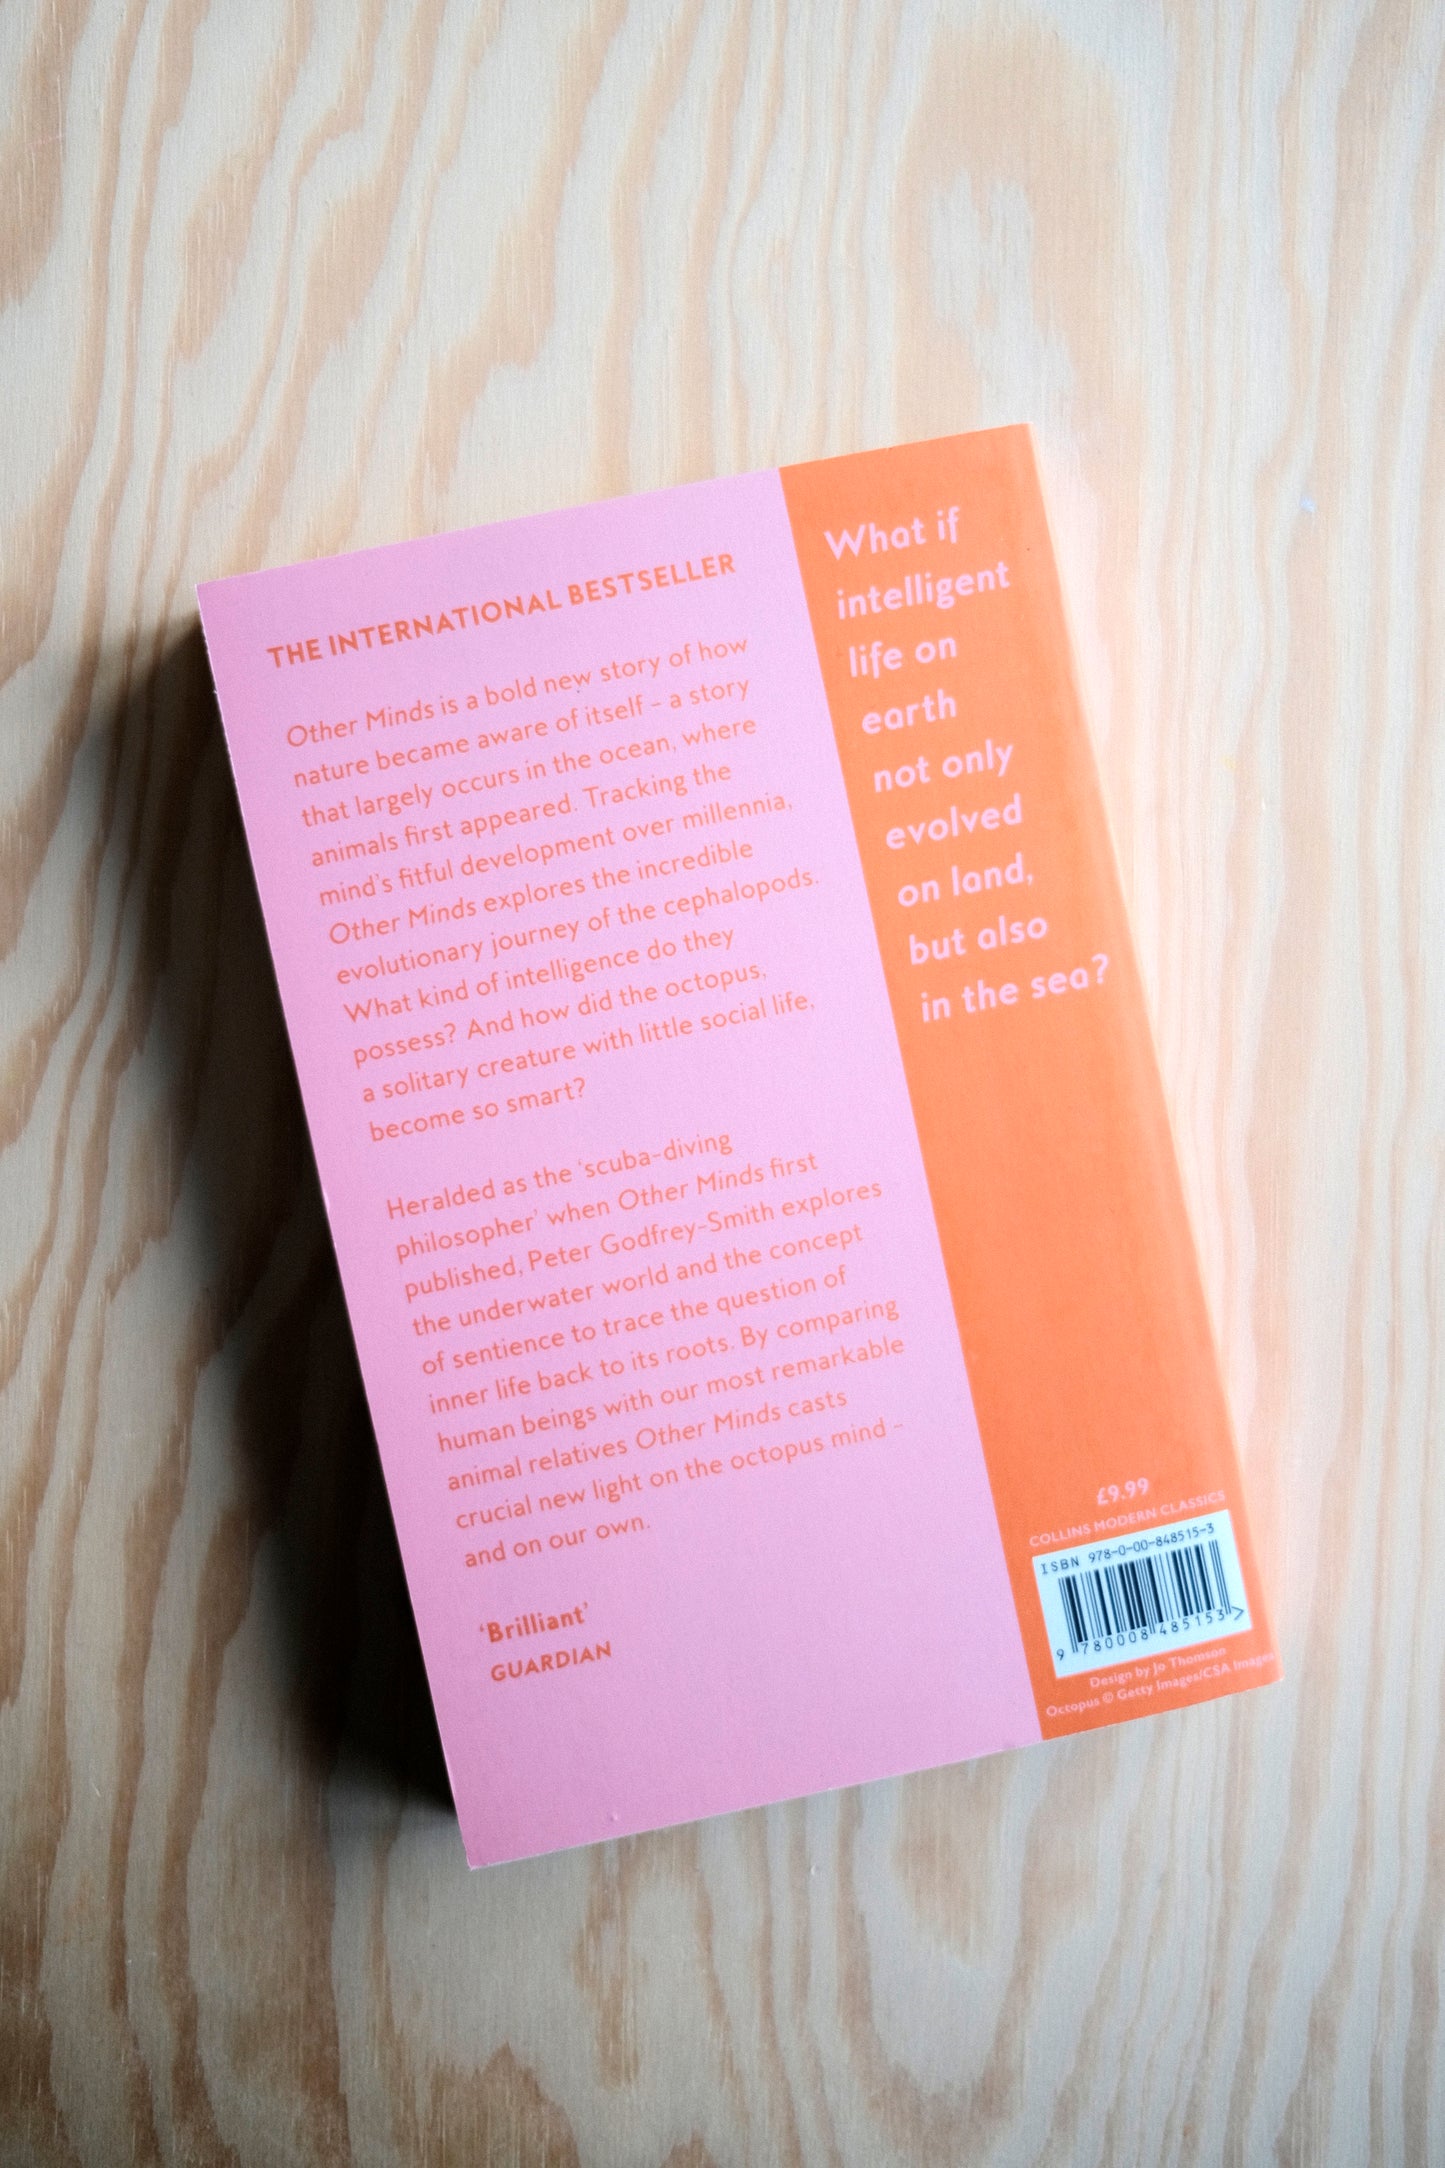 THE INTERNATIONAL BESTSELLER
Other Minds is a bold new story of how
nature became aware of itself – a story
that largely occurs in the ocean, where
animals first appeared. Tracking the
mind's fitful development over millennia,
Other Minds explores the incredible
evolutionary journey of the cephalopods.
What kind of intelligence do they
possess? And how did the octopus,
a solitary creature with little social life,
become so smart?
Heralded as the ‘scuba-diving
philosopher’ when Other Minds first
published, Peter Godfrey-Smith explores
the underwater world and the concept
of sentience to trace the question of
inner life back to its roots. By comparing
human beings with our most remarkable
animal relatives Other Minds casts
crucial new light on the octopus mind –
and on our own.
‘Brilliant’
GUARDIAN
What if
intelligent
life on
earth
not only
evolved
on land,
but also
in the sea?
£9.99
COLLINS MODERN CLASSICS
ISBN 978-0-00-848515-3
9 780008 485153 >
Design by Jo Thomson
Octopus © Getty Images/CSA Images